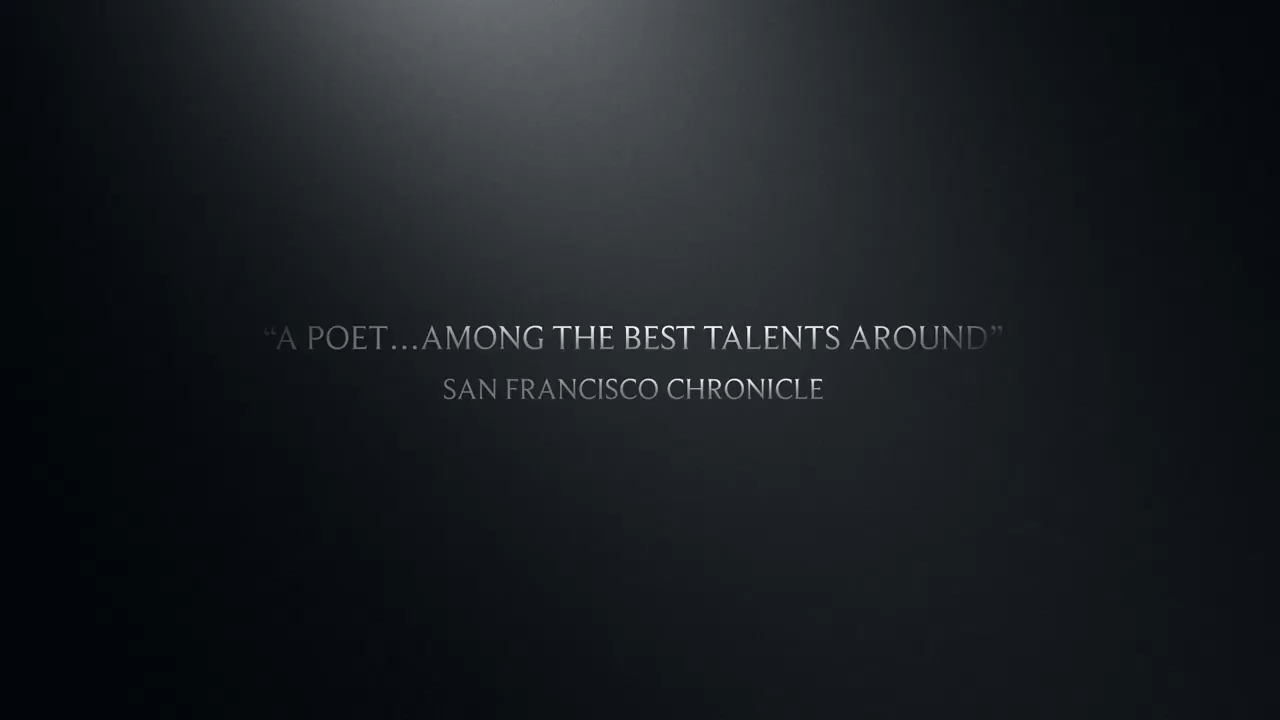 “A POET...AMONG THE BEST TALENTS AROUND”
SAN FRANCISCO CHRONICLE